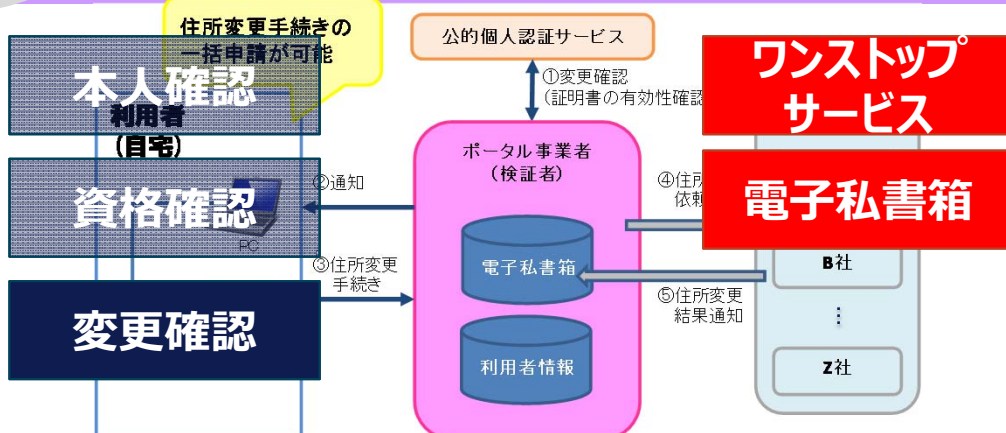 住所変更手続きの
一括申請が可能
公的個人認証サービス
ワンストップ
サービス
本人確認
①変更確認
(証明書の有効性確認
利用者
(自宅)
ポータル事業者
(検証者)
資格確認
PC
②通知
④住所
依頼
電子私書箱
③住所変更
手続き
電子私書箱
B社
⑤住所変更
結果通知
⋮
変更確認
利用者情報
Z社